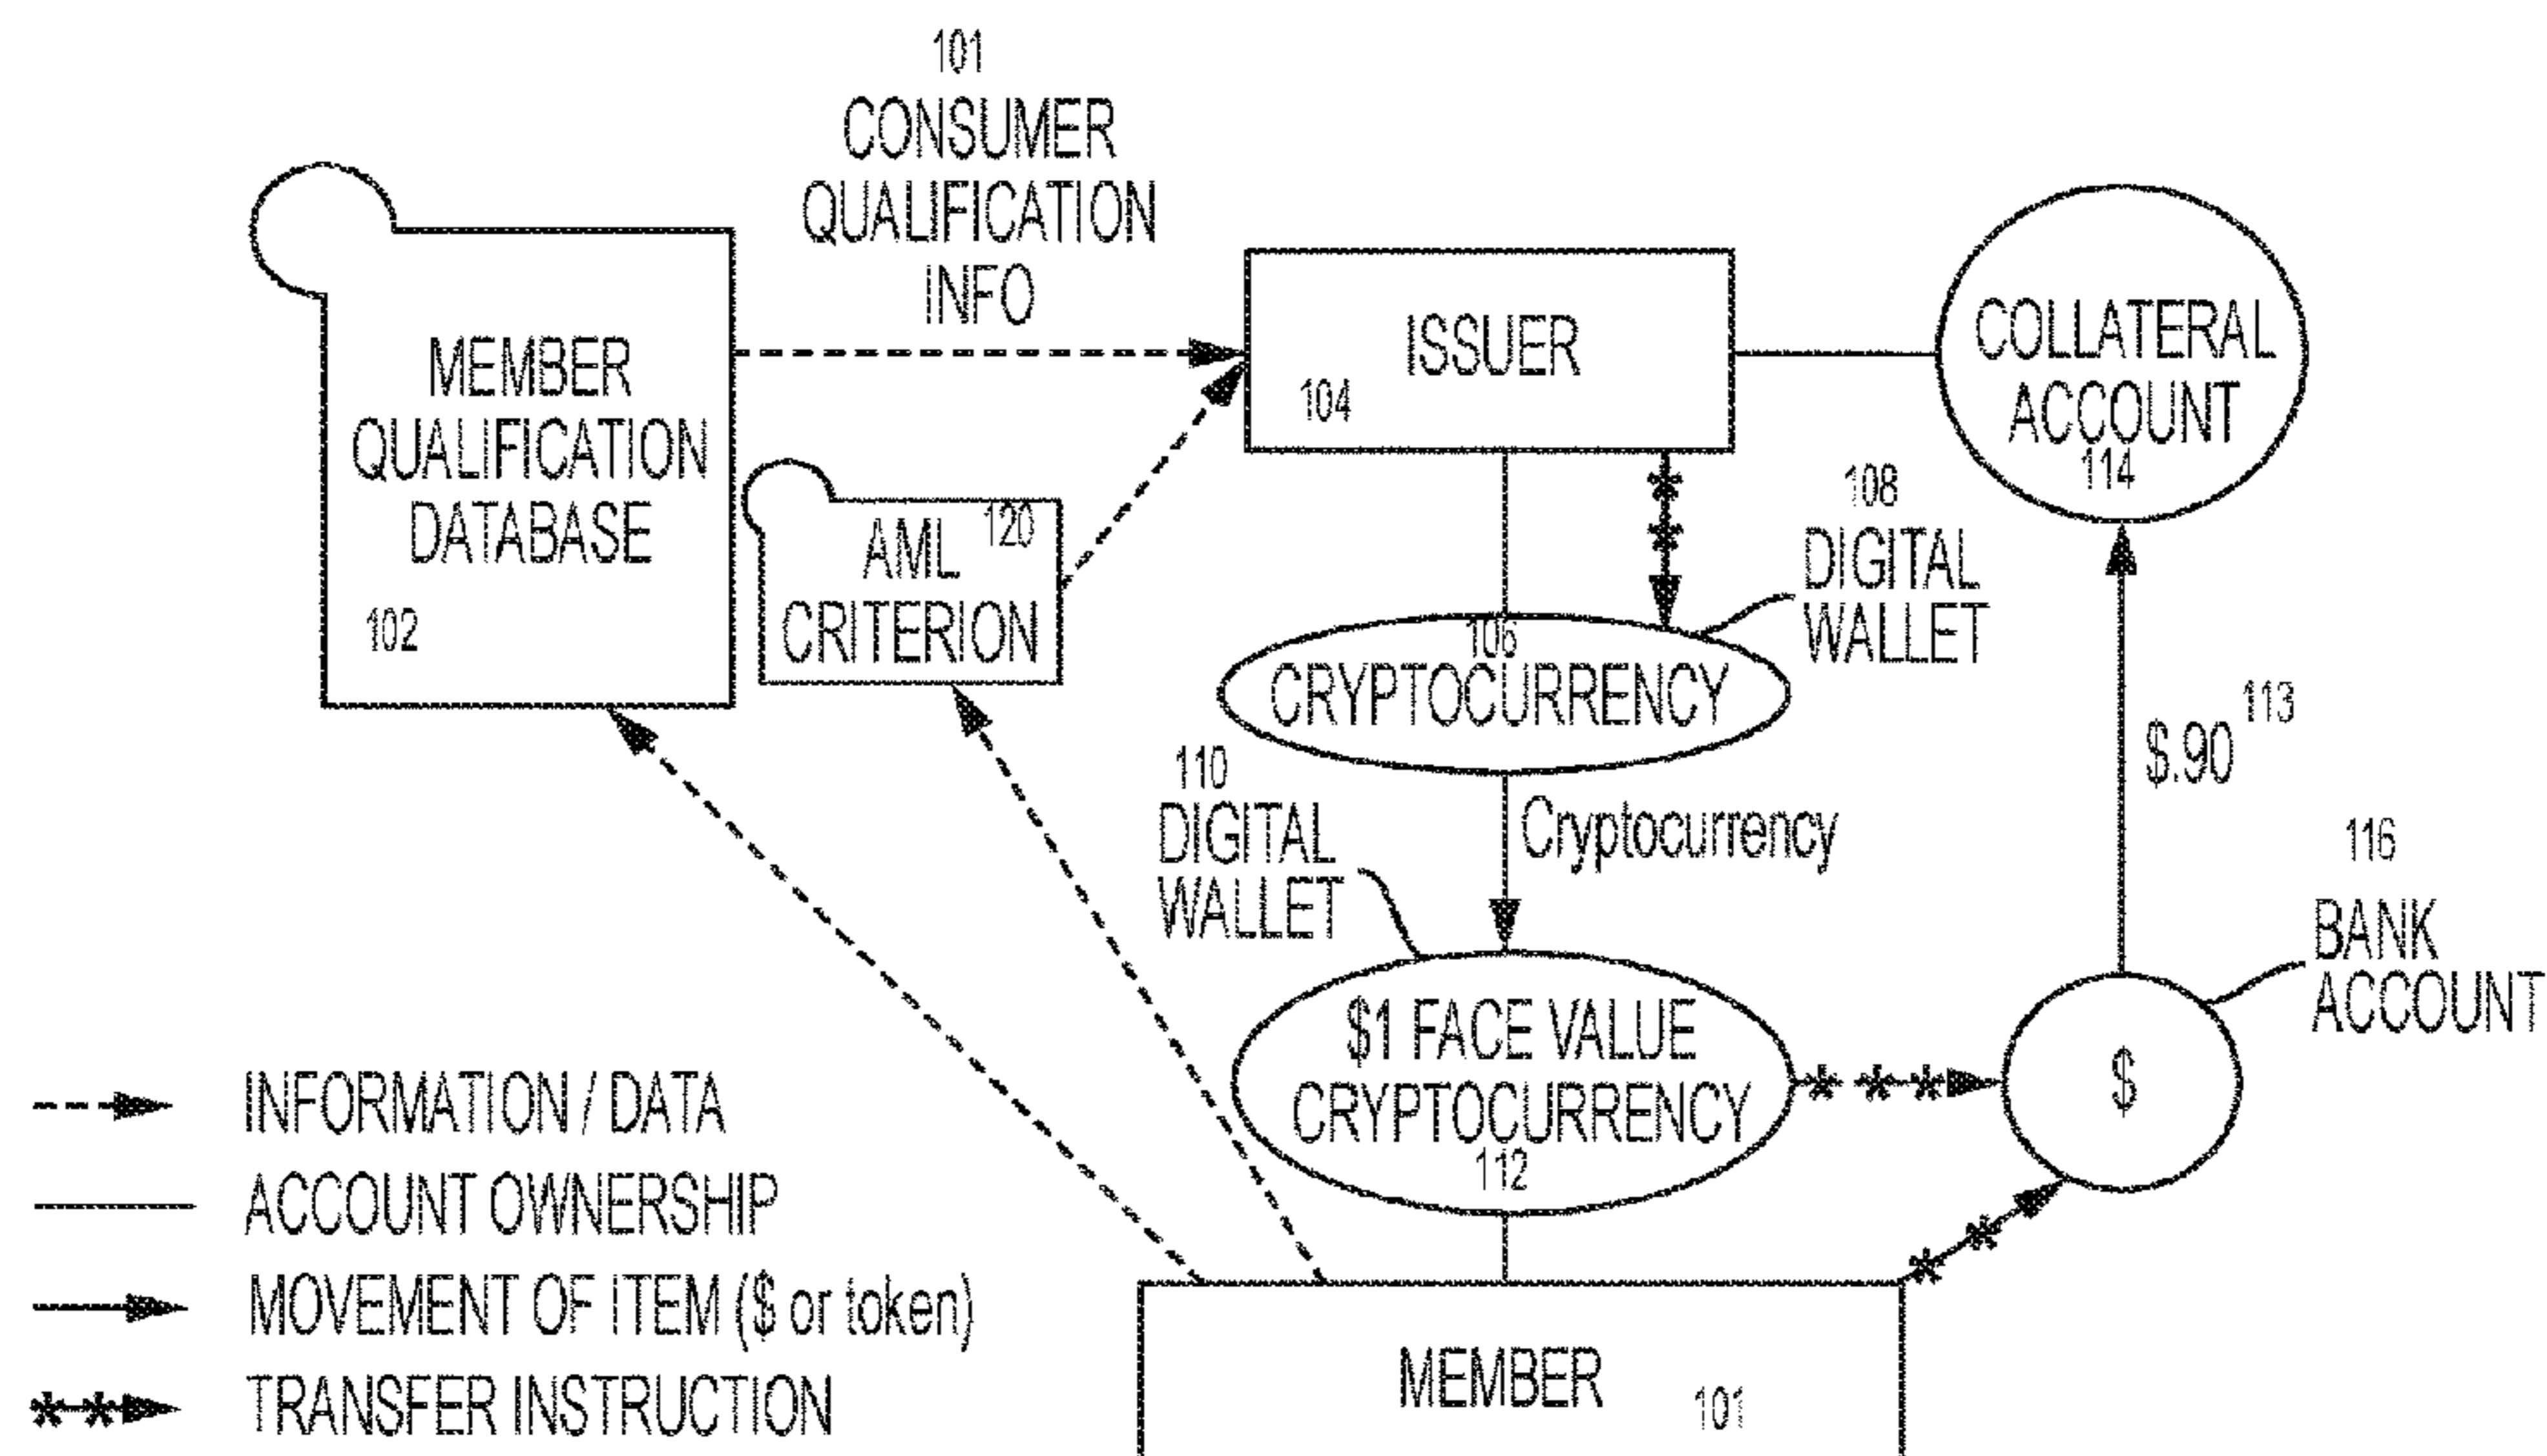 101
CONSUMER
QUALIFICATION
INFO
MEMBER
QUALIFICATION
DATABASE
102
AML 120
CRITERION
ISSUER
104
COLLATERAL
ACCOUNT
114
108
DIGITAL
WALLET
106
CRYPTOCURRENCY
$.90 113
110
DIGITAL
WALLET
Cryptocurrency
116
BANK
ACCOUNT
$1 FACE VALUE
CRYPTOCURRENCY
112
$
MEMBER 101
INFORMATION / DATA
ACCOUNT OWNERSHIP
MOVEMENT OF ITEM ($ or token)
TRANSFER INSTRUCTION